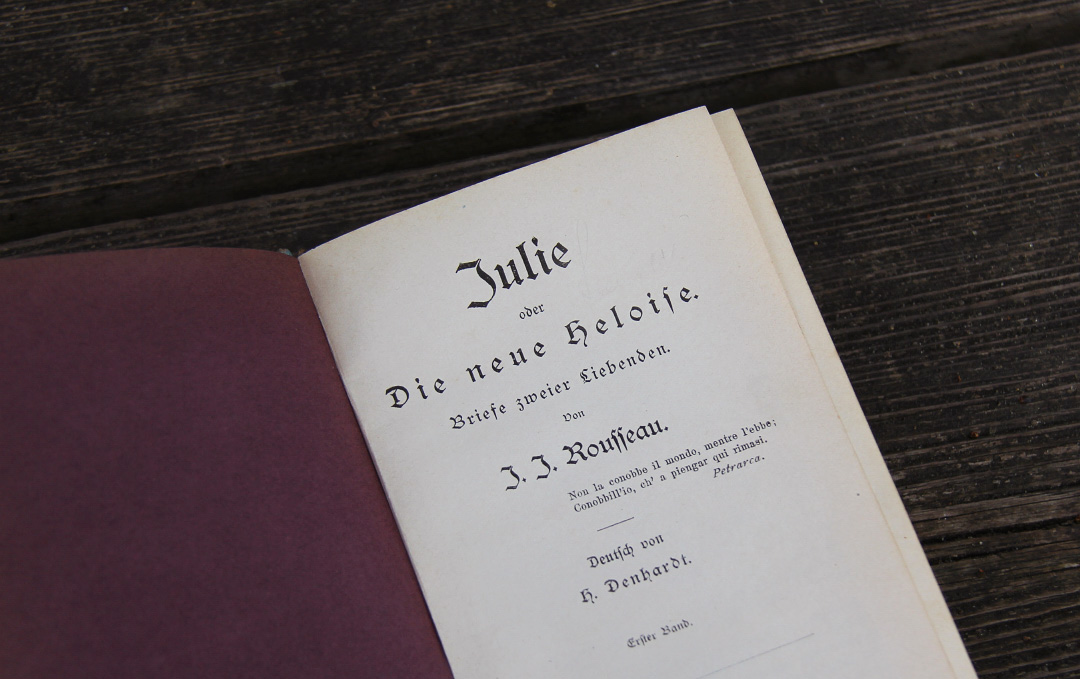 Julie
oder
Die neue Heloiſe.
Briefe zweier Liebenden.
Von
J. J. Rouſſeau.
Non la conobbe il mondo, mentre l'ebbe;
Conobbill'io, ch' a piengar qui rimasi.
Petrarca.
Deutſch von
H. Denhardt.
Erſter Band.